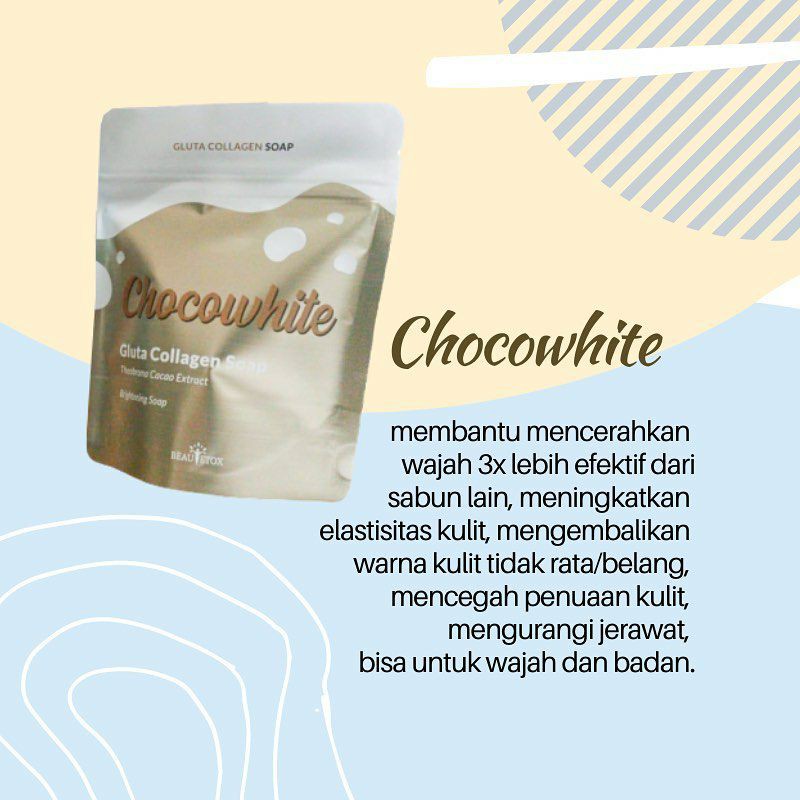 GLUTA COLLAGEN SOAP
Chocowhite
Gluta Collagen Soap
Theobroma Cacao Extract
Brightening Soap
BEAUTETOX
Chocowhite
membantu mencerahkan
wajah 3x lebih efektif dari
sabun lain, meningkatkan
elastisitas kulit, mengembalikan
warna kulit tidak rata/belang,
mencegah penuaan kulit,
mengurangi jerawat,
bisa untuk wajah dan badan.